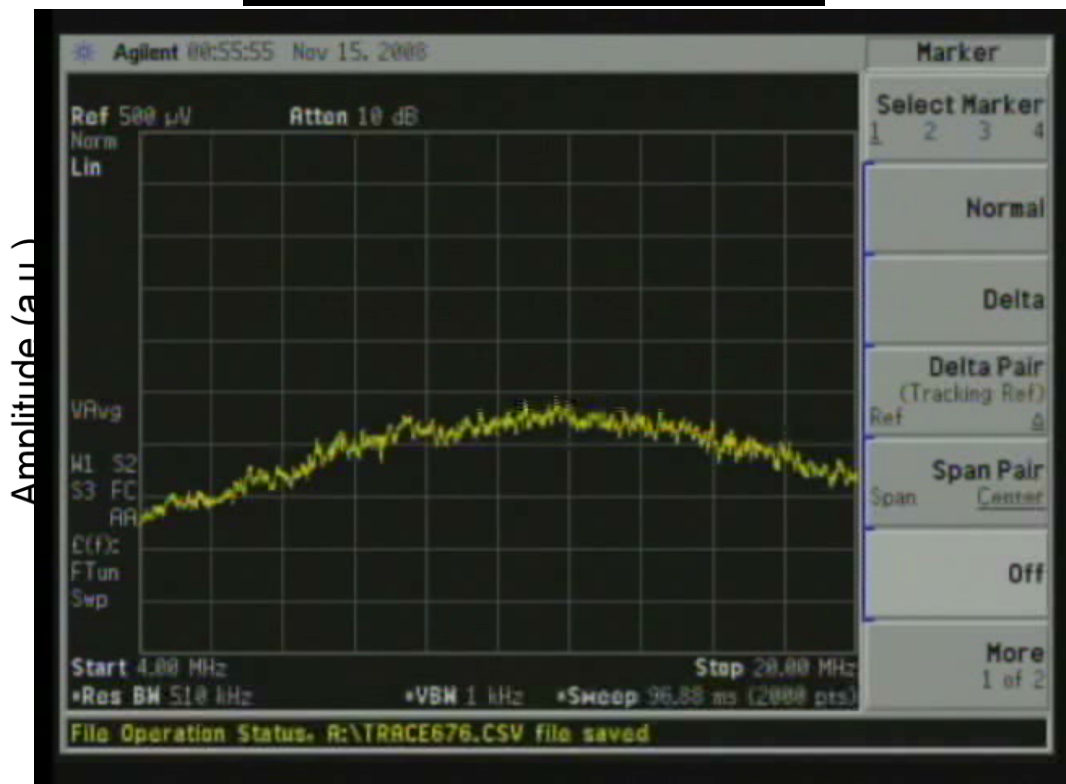 Agilent 00:55:55 Nov 15, 2008
Marker
Ref 500 µV Atten 10 dB
Norm
Lin
VAvg
W1 S2
S3 FC
AA
£(f):
FTun
Swp
Start 4.00 MHz Stop 20.00 MHz
*Res BW 510 kHz *VBW 1 kHz *Sweep 96.88 ms (2000 pts)
File Operation Status, A:\TRACE676.CSV file saved
Select Marker
1 2 3 4
Normal
Delta
Delta Pair
(Tracking Ref)
Ref Δ
Span Pair
Span Center
Off
More
1 of 2
Amplitude (a.u.)